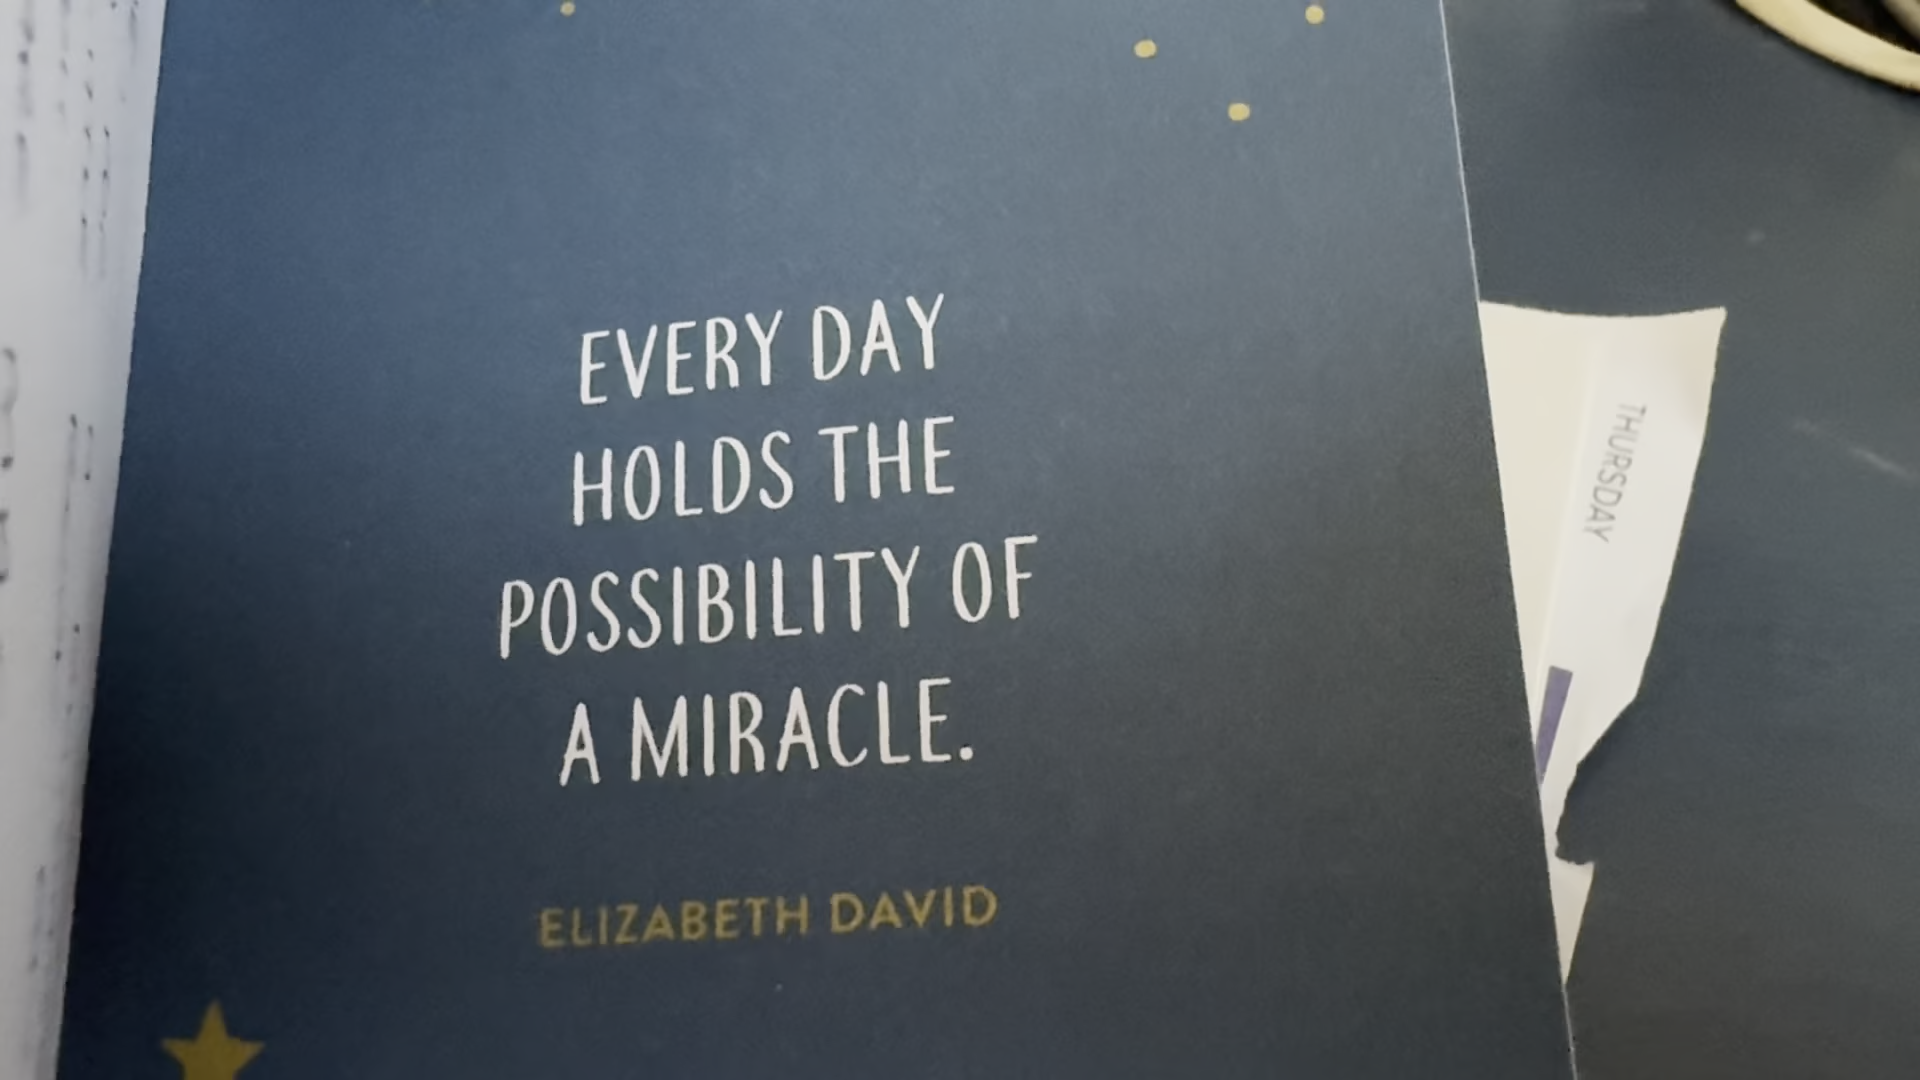 EVERY DAY
HOLDS THE
POSSIBILITY OF
A MIRACLE.
ELIZABETH DAVID
THURSDAY